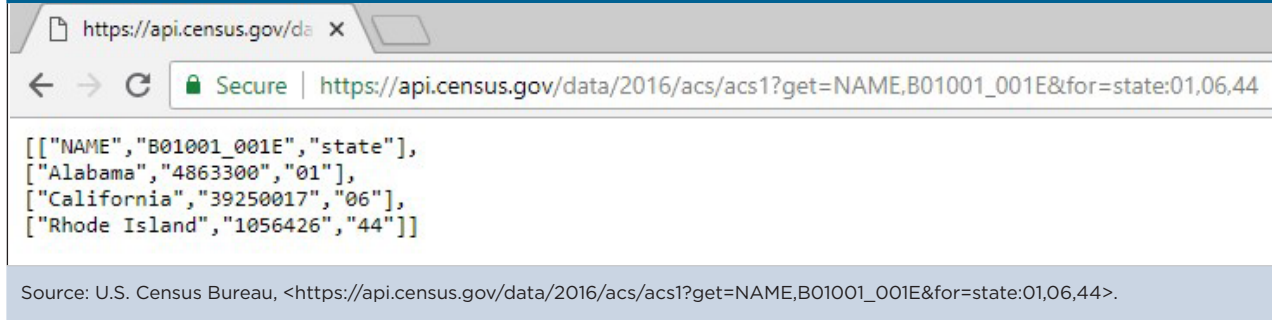 https://api.census.gov/da
Secure | https://api.census.gov/data/2016/acs/acs1?get=NAME,B01001_001E&for=state:01,06,44
[["NAME","B01001_001E","state"],
["Alabama","4863300","01"],
["California","39250017","06"],
["Rhode Island","1056426","44"]]
Source: U.S. Census Bureau, <https://api.census.gov/data/2016/acs/acs1?get=NAME,B01001_001E&for=state:01,06,44>.